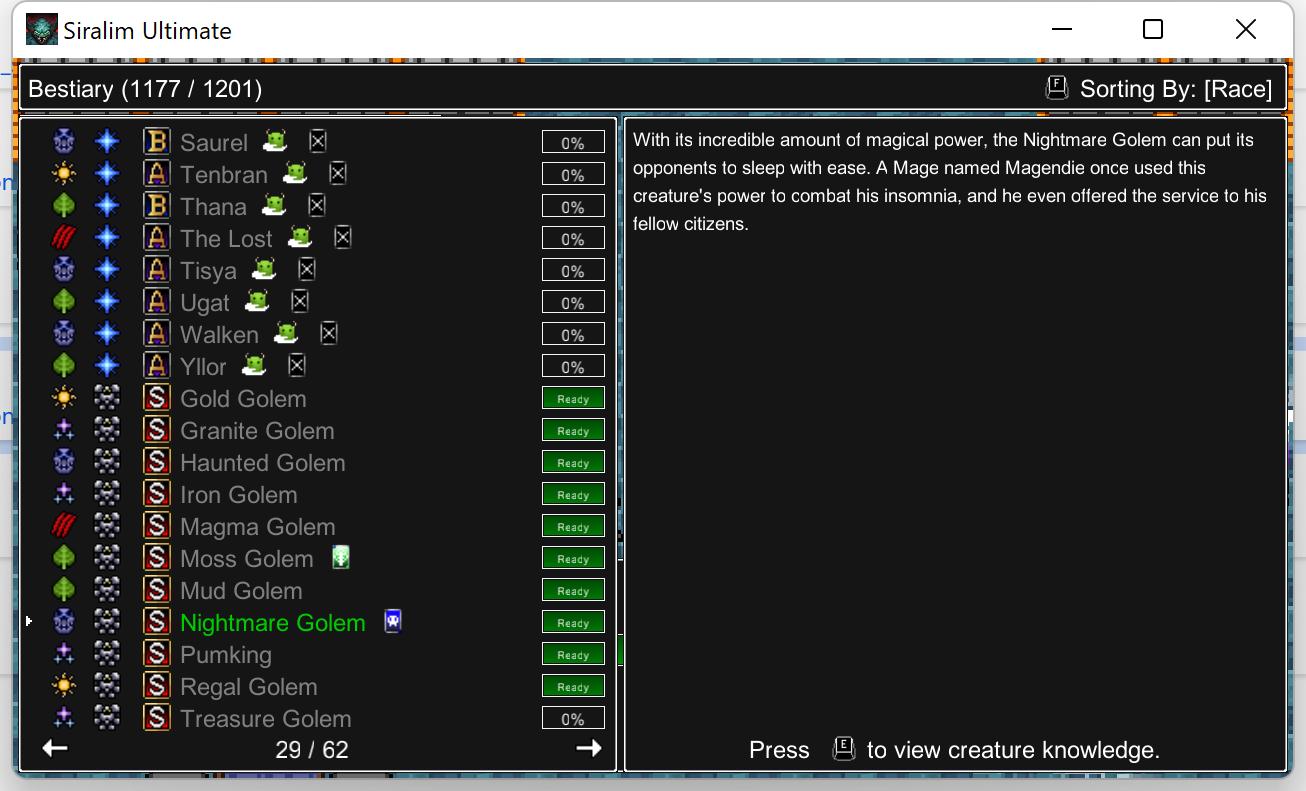 Siralim Ultimate
Bestiary (1177 / 1201)
F Sorting By: [Race]
B Saurel 0%
A Tenbran 0%
B Thana 0%
A The Lost 0%
A Tisya 0%
A Ugat 0%
A Walken 0%
A Yllor 0%
S Gold Golem Ready
S Granite Golem Ready
S Haunted Golem Ready
S Iron Golem Ready
S Magma Golem Ready
S Moss Golem Ready
S Mud Golem Ready
S Nightmare Golem Ready
S Pumking Ready
S Regal Golem Ready
S Treasure Golem 0%
29 / 62
With its incredible amount of magical power, the Nightmare Golem can put its
opponents to sleep with ease. A Mage named Magendie once used this
creature's power to combat his insomnia, and he even offered the service to his
fellow citizens.
Press E to view creature knowledge.